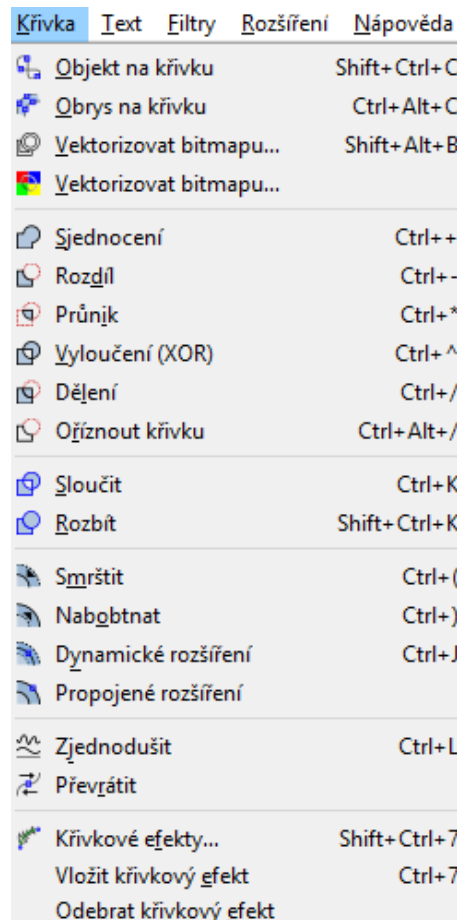 Křivka Text Filtry Rozšíření Nápověda
Objekt na křivku Shift+Ctrl+C
Obrys na křivku Ctrl+Alt+C
Vektorizovat bitmapu... Shift+Alt+B
Vektorizovat bitmapu...
Sjednocení Ctrl++
Rozdíl Ctrl+-
Průnik Ctrl+*
Vyloučení (XOR) Ctrl+^
Dělení Ctrl+/
Oříznout křivku Ctrl+Alt+/
Sloučit Ctrl+K
Rozbít Shift+Ctrl+K
Smrštit Ctrl+(
Nabobtnat Ctrl+)
Dynamické rozšíření Ctrl+J
Propojené rozšíření
Zjednodušit Ctrl+L
Převrátit
Křivkové efekty... Shift+Ctrl+7
Vložit křivkový efekt Ctrl+7
Odebrat křivkový efekt